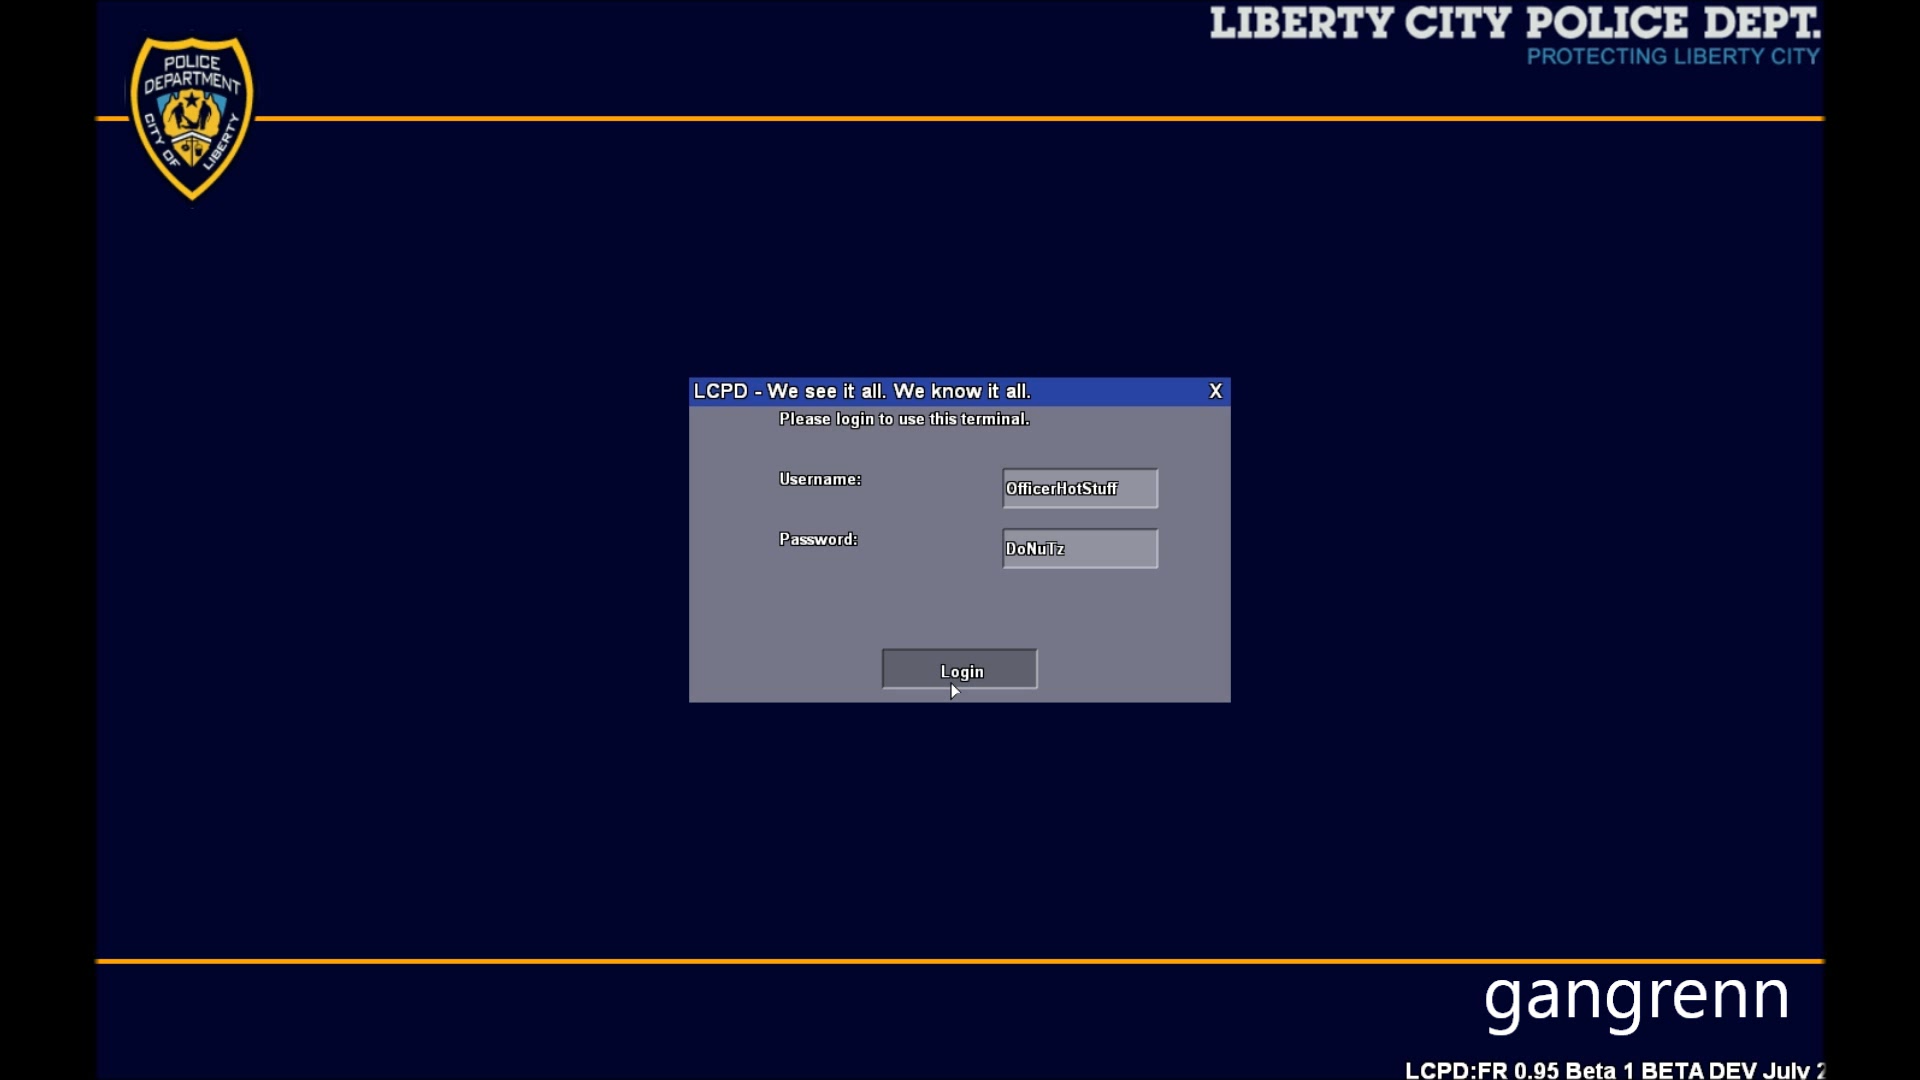 LIBERTY CITY POLICE DEPT.
PROTECTING LIBERTY CITY
POLICE
DEPARTMENT
CITY OF LIBERTY
LCPD - We see it all. We know it all. X
Please login to use this terminal.
Username: OfficerHotStuff
Password: DoNuTz
Login
gangrenn
LCPD:FR 0.95 Beta 1 BETA DEV July 2